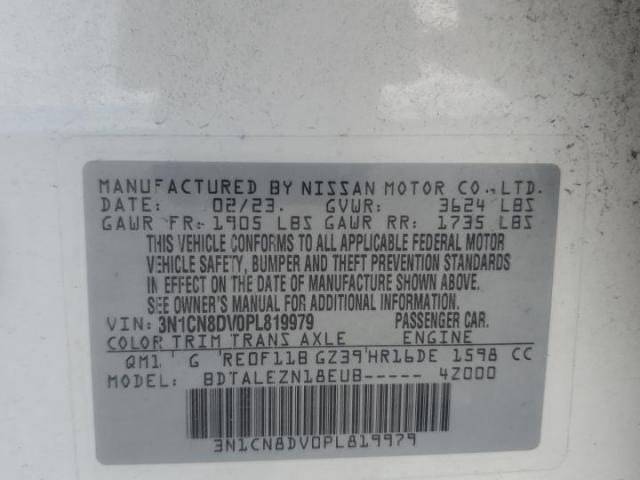 MANUFACTURED BY NISSAN MOTOR CO.,LTD.
DATE: 02/23. GVWR: 3624 LBS
GAWR FR: 1905 LBS GAWR RR: 1735 LBS
THIS VEHICLE CONFORMS TO ALL APPLICABLE FEDERAL MOTOR
VEHICLE SAFETY, BUMPER AND THEFT PREVENTION STANDARDS
IN EFFECT ON THE DATE OF MANUFACTURE SHOWN ABOVE.
SEE OWNER'S MANUAL FOR ADDITIONAL INFORMATION.
VIN: 3N1CN8DV0PL819979 PASSENGER CAR.
COLOR TRIM TRANS AXLE ENGINE
QM1 G RE0F11B GZ39 HR16DE 1598 CC
BDTALEZN18EUB----- 4Z000
3N1CN8DV0PL819979